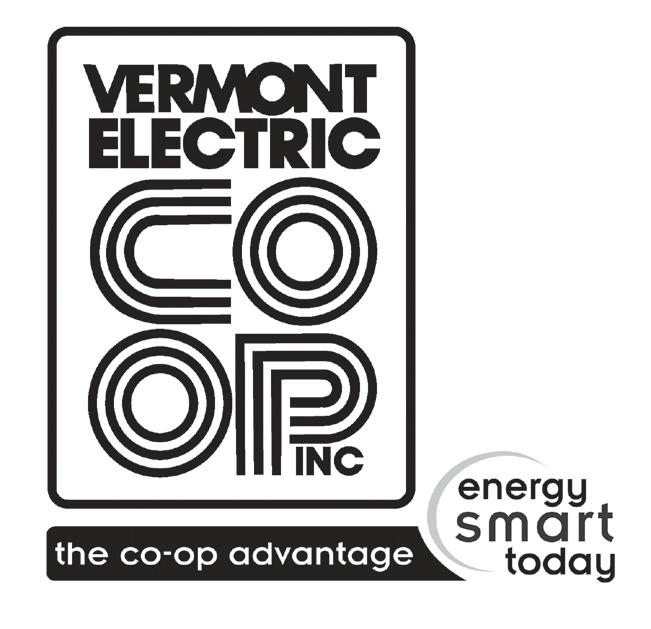 VERMONT
ELECTRIC
CO
OP
INC
the co-op advantage
energy
smart
today